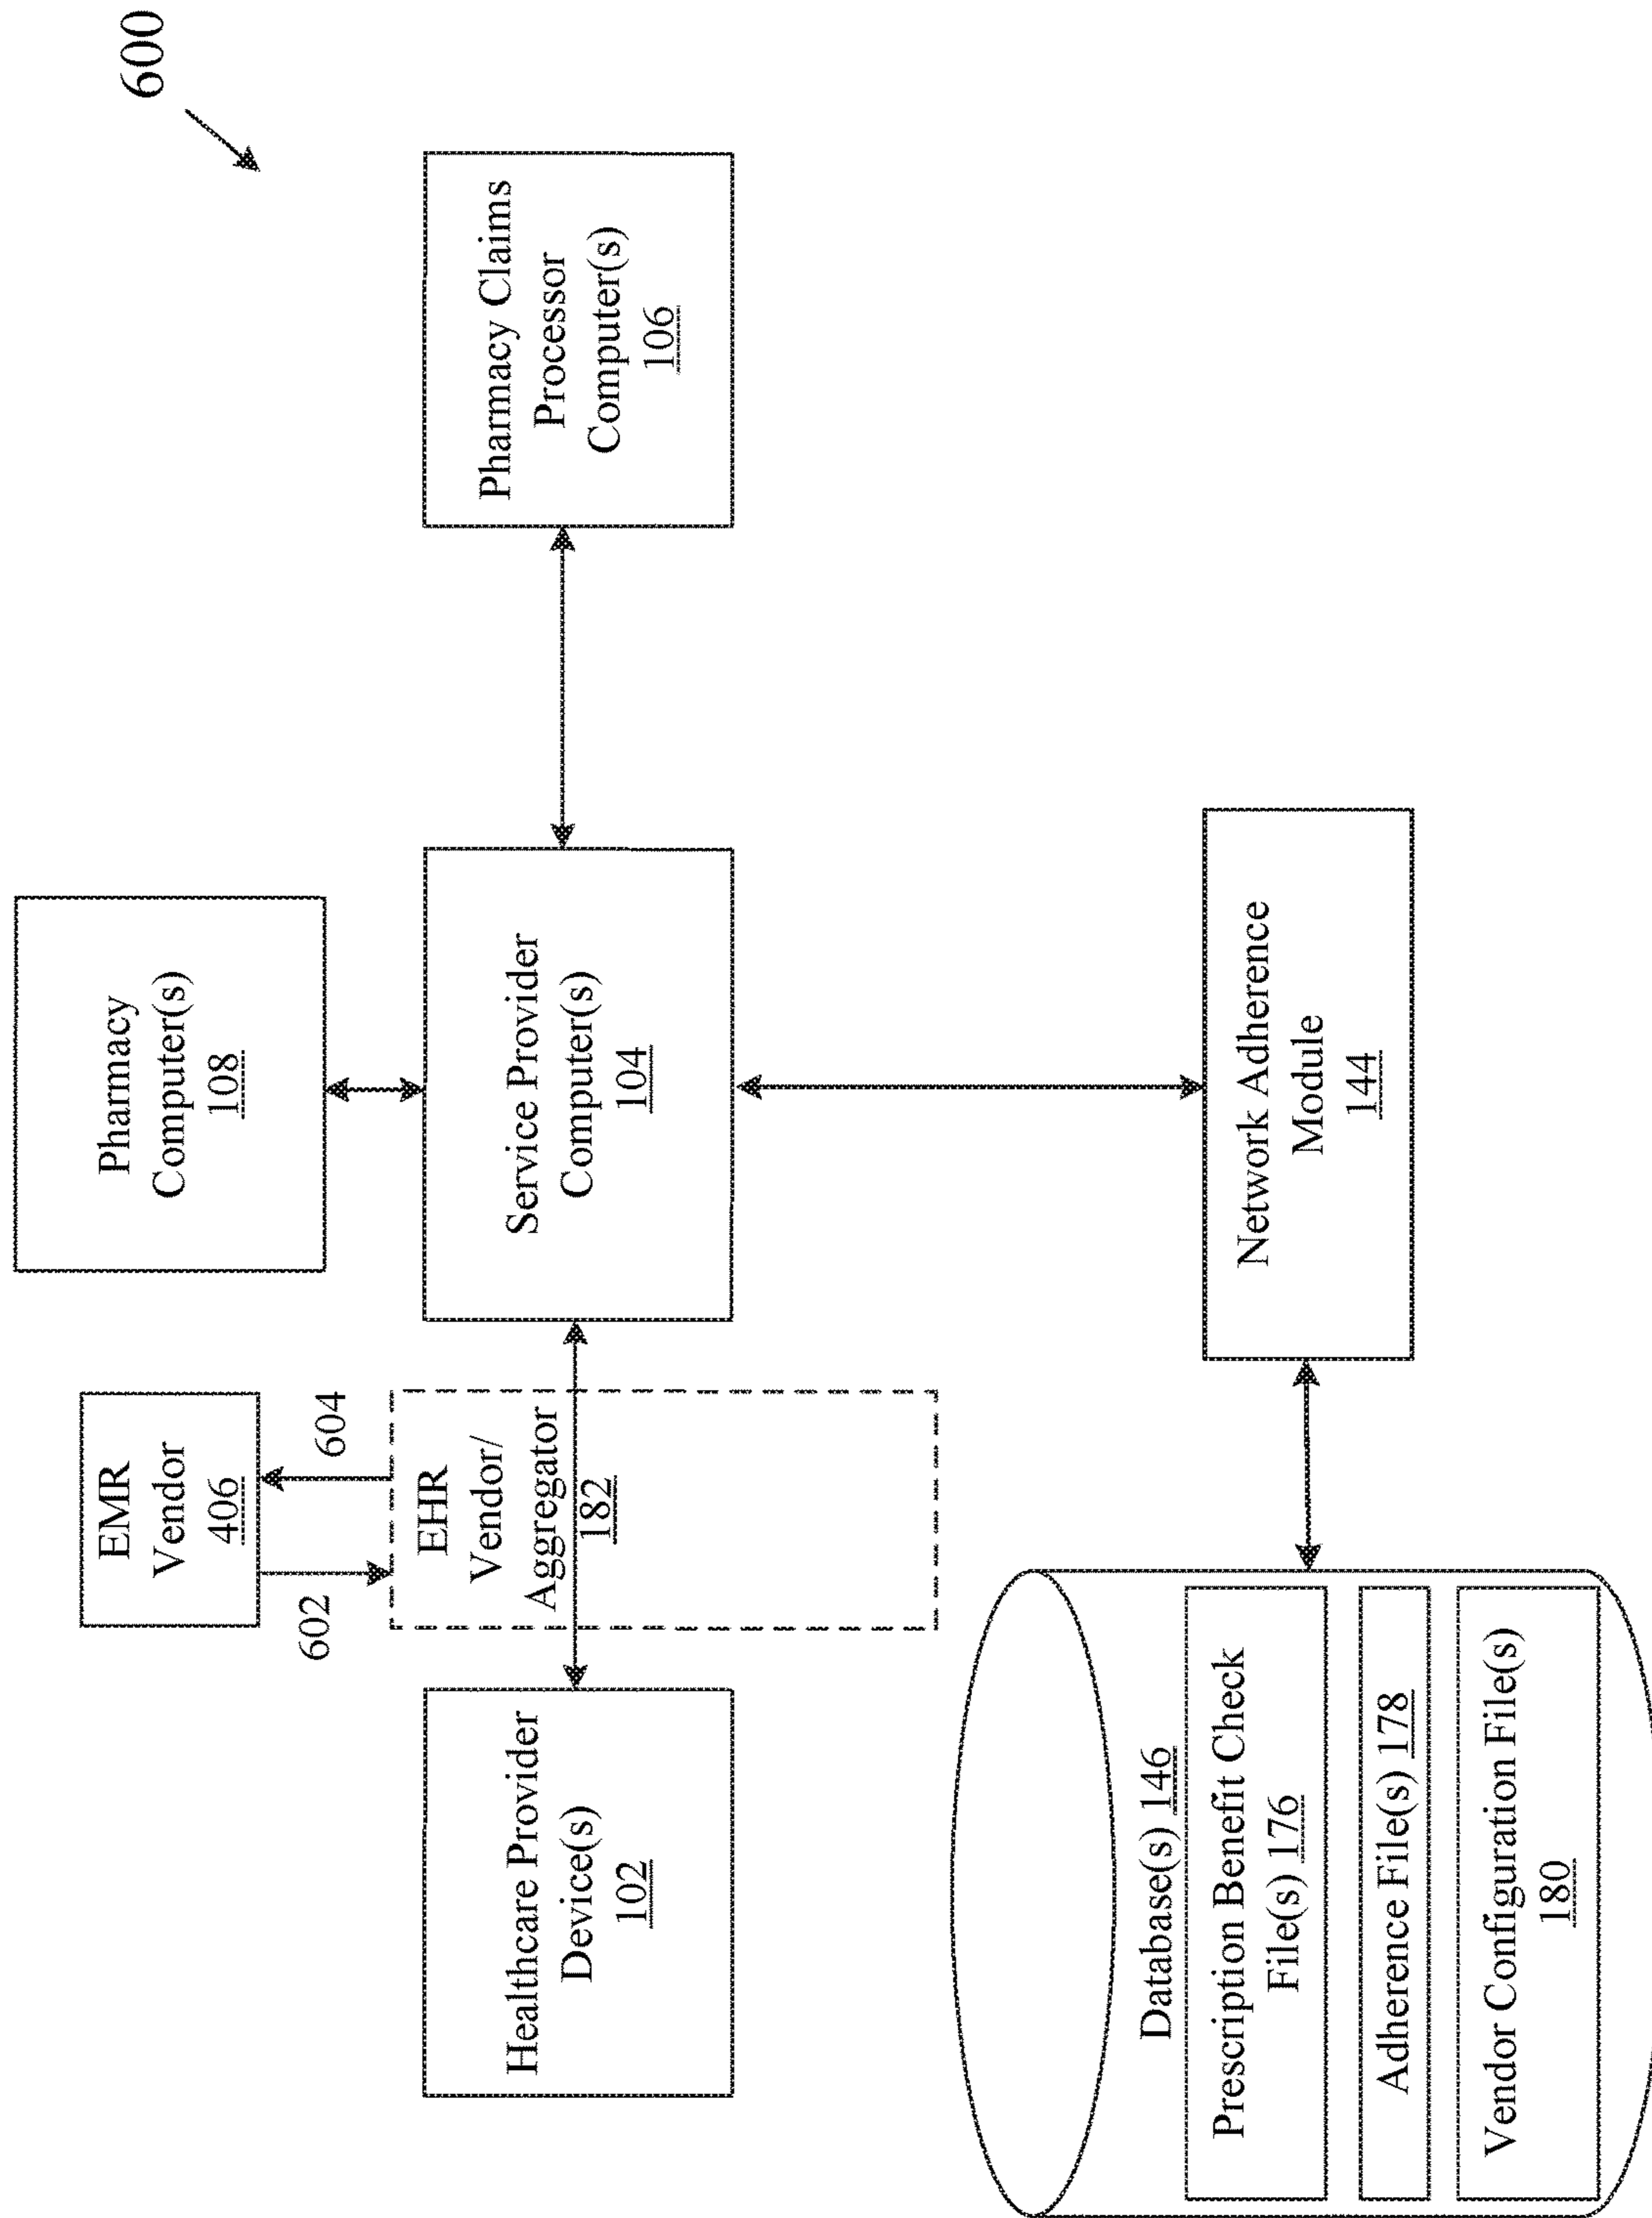 600
Pharmacy
Computer(s)
108
EMR
Vendor
406
602
604
EHR
Vendor/
Aggregator
182
Healthcare Provider
Device(s)
102
Service Provider
Computer(s)
104
Pharmacy Claims
Processor
Computer(s)
106
Database(s) 146
Prescription Benefit Check
File(s) 176
Adherence File(s) 178
Vendor Configuration File(s)
180
Network Adherence
Module
144